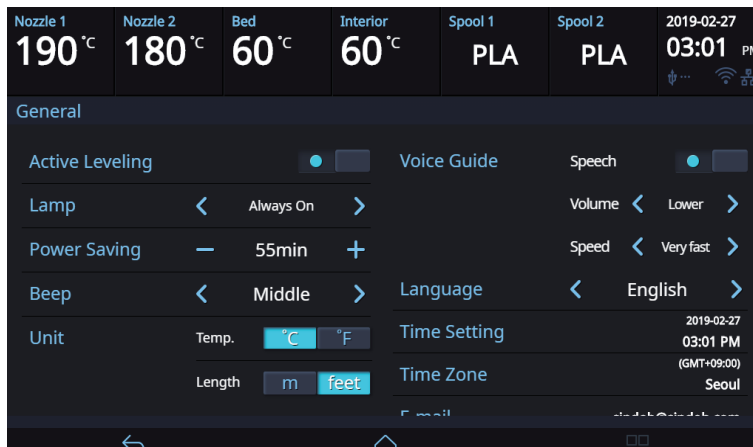 Nozzle 1 Nozzle 2 Bed Interior Spool 1 Spool 2 2019-02-27
190°C 180°C 60°C 60°C PLA PLA 03:01
General
Active Leveling
Lamp Always On
Power Saving 55min
Beep Middle
Unit Temp. °C °F
Length m feet
Voice Guide Speech
Volume Lower
Speed Very fast
Language English
Time Setting 2019-02-27
03:01 PM
Time Zone (GMT+09:00)
Seoul